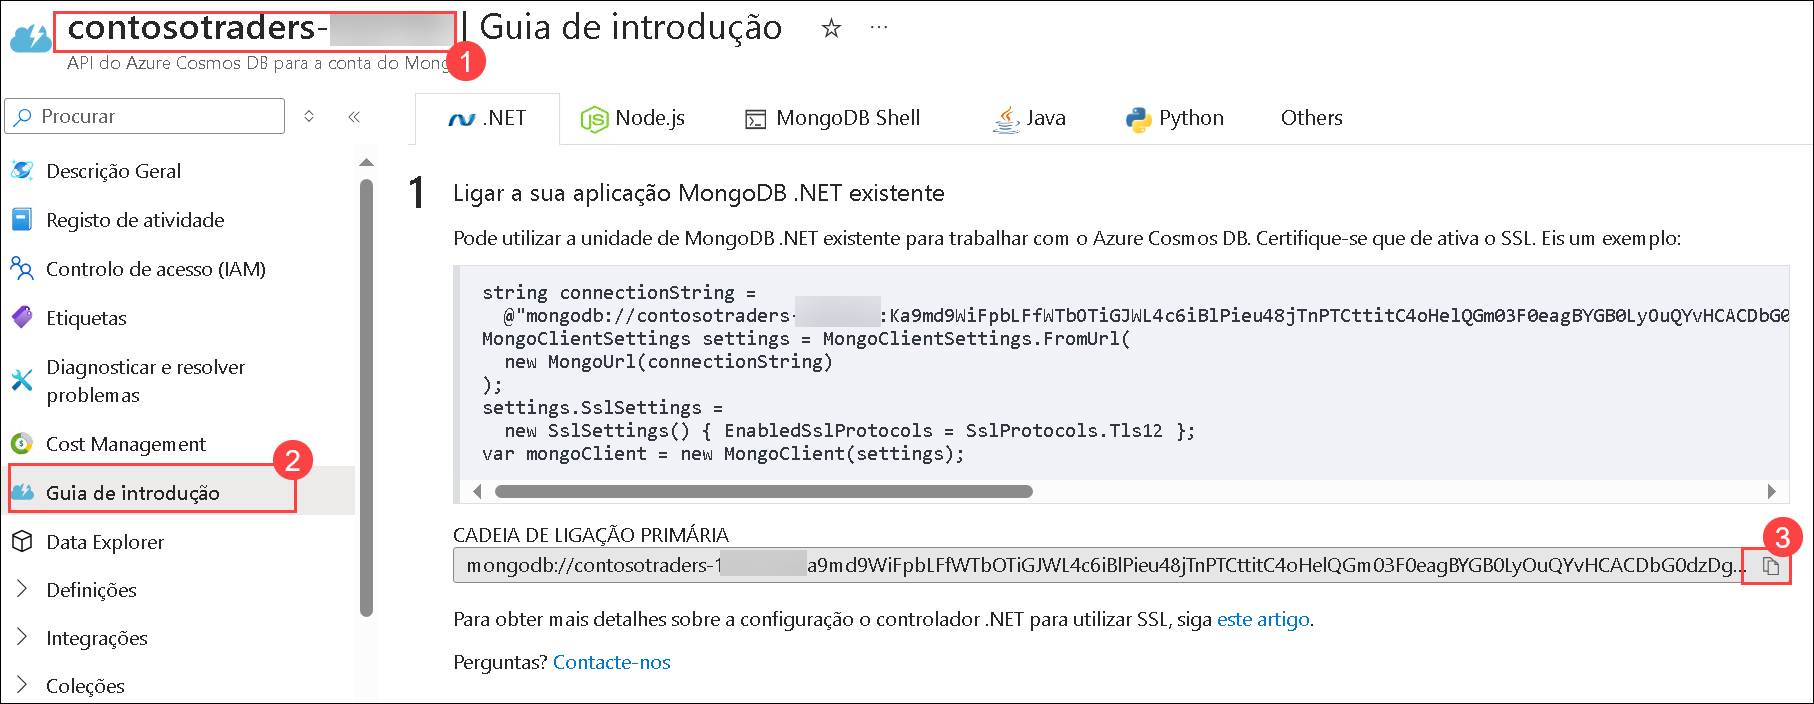 contosotraders- | Guia de introdução
API do Azure Cosmos DB para a conta do Mong
1
Procurar
.NET
Node.js
MongoDB Shell
Java
Python
Others
Descrição Geral
Registo de atividade
Controlo de acesso (IAM)
Etiquetas
Diagnosticar e resolver
problemas
Cost Management
2
Guia de introdução
Data Explorer
Definições
Integrações
Coleções
1 Ligar a sua aplicação MongoDB .NET existente
Pode utilizar a unidade de MongoDB .NET existente para trabalhar com o Azure Cosmos DB. Certifique-se que de ativa o SSL. Eis um exemplo:
string connectionString =
@"mongodb://contosotraders- :Ka9md9WiFpbLFfWTbOTiGJWL4c6iBlPieu48jTnPTCttitC4oHelQGm03F0eagBYGB0LyOuQYvHCACDbG0
MongoClientSettings settings = MongoClientSettings.FromUrl(
new MongoUrl(connectionString)
);
settings.SslSettings =
new SslSettings() { EnabledSslProtocols = SslProtocols.Tls12 };
var mongoClient = new MongoClient(settings);
CADEIA DE LIGAÇÃO PRIMÁRIA
3
mongodb://contosotraders-1 a9md9WiFpbLFfWTbOTiGJWL4c6iBlPieu48jTnPTCttitC4oHelQGm03F0eagBYGB0LyOuQYvHCACDbG0dzDg...
Para obter mais detalhes sobre a configuração o controlador .NET para utilizar SSL, siga este artigo.
Perguntas? Contacte-nos